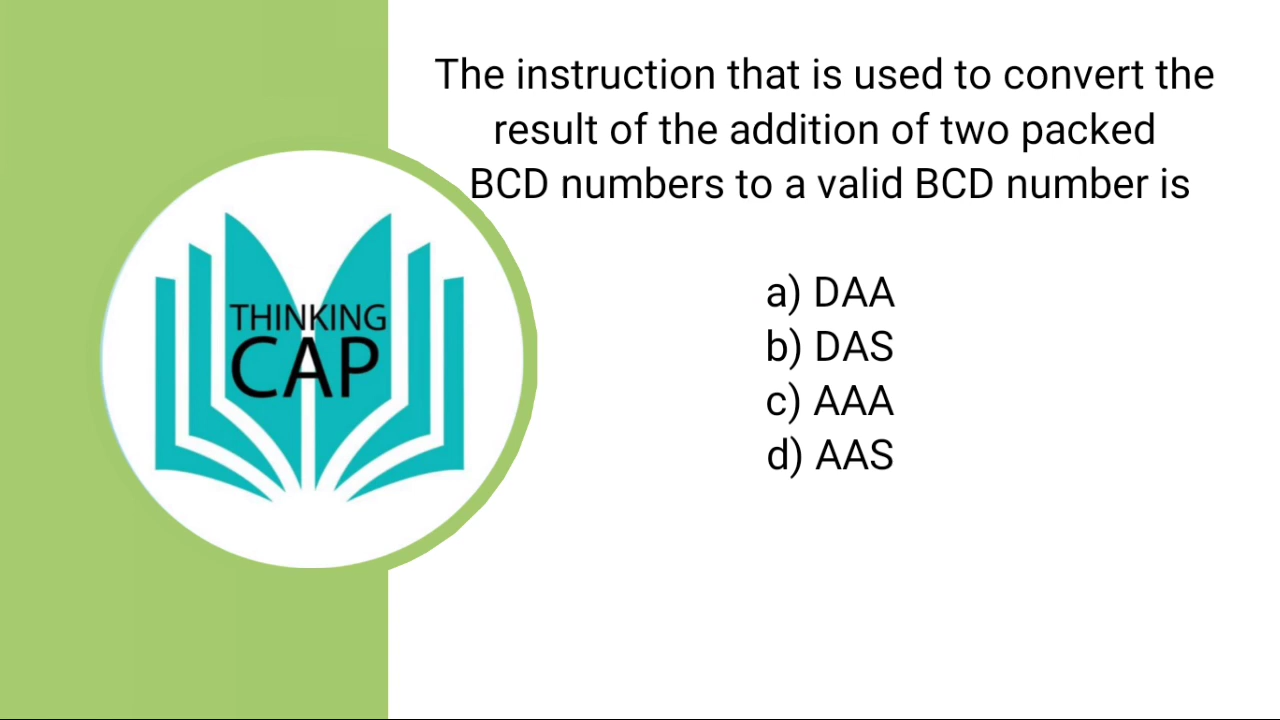 The instruction that is used to convert the
result of the addition of two packed
BCD numbers to a valid BCD number is
a) DAA
b) DAS
c) AAA
d) AAS
THINKING
CAP